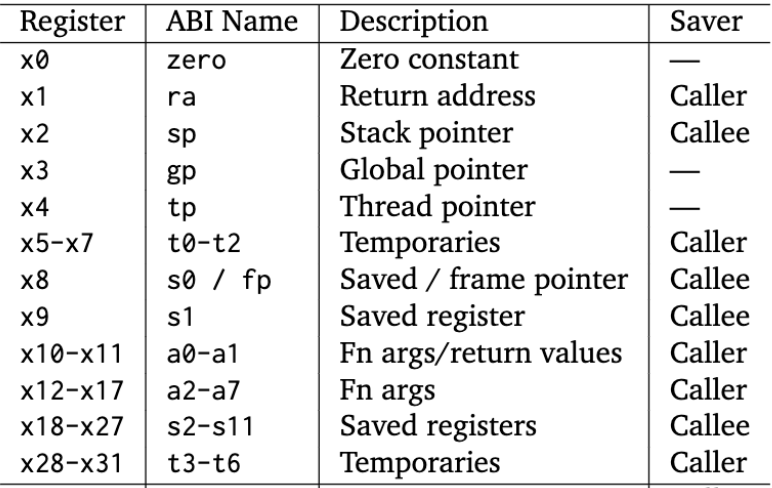 Register ABI Name Description Saver
x0 zero Zero constant —
x1 ra Return address Caller
x2 sp Stack pointer Callee
x3 gp Global pointer —
x4 tp Thread pointer —
x5-x7 t0-t2 Temporaries Caller
x8 s0 / fp Saved / frame pointer Callee
x9 s1 Saved register Callee
x10-x11 a0-a1 Fn args/return values Caller
x12-x17 a2-a7 Fn args Caller
x18-x27 s2-s11 Saved registers Callee
x28-x31 t3-t6 Temporaries Caller